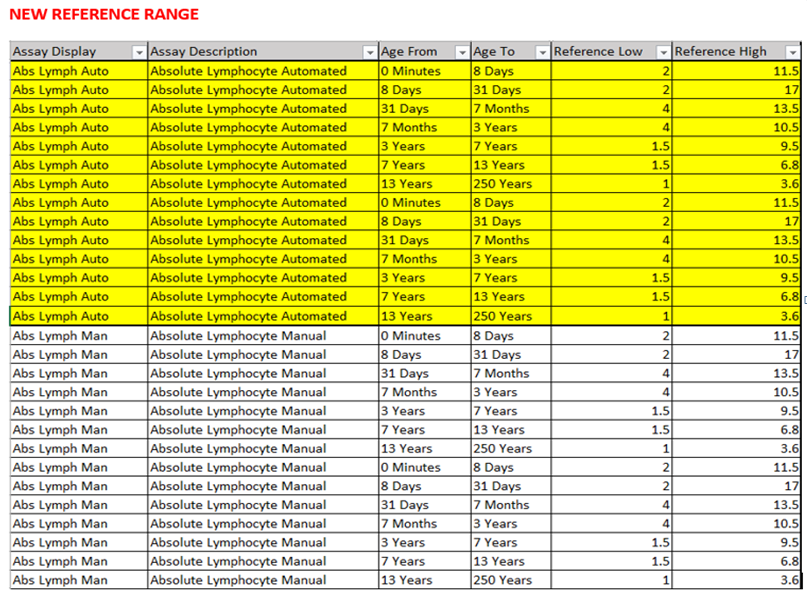 NEW REFERENCE RANGE
Assay Display Assay Description Age From Age To Reference Low Reference High
Abs Lymph Auto Absolute Lymphocyte Automated 0 Minutes 8 Days 2 11.5
Abs Lymph Auto Absolute Lymphocyte Automated 8 Days 31 Days 2 17
Abs Lymph Auto Absolute Lymphocyte Automated 31 Days 7 Months 4 13.5
Abs Lymph Auto Absolute Lymphocyte Automated 7 Months 3 Years 4 10.5
Abs Lymph Auto Absolute Lymphocyte Automated 3 Years 7 Years 1.5 9.5
Abs Lymph Auto Absolute Lymphocyte Automated 7 Years 13 Years 1.5 6.8
Abs Lymph Auto Absolute Lymphocyte Automated 13 Years 250 Years 1 3.6
Abs Lymph Auto Absolute Lymphocyte Automated 0 Minutes 8 Days 2 11.5
Abs Lymph Auto Absolute Lymphocyte Automated 8 Days 31 Days 2 17
Abs Lymph Auto Absolute Lymphocyte Automated 31 Days 7 Months 4 13.5
Abs Lymph Auto Absolute Lymphocyte Automated 7 Months 3 Years 4 10.5
Abs Lymph Auto Absolute Lymphocyte Automated 3 Years 7 Years 1.5 9.5
Abs Lymph Auto Absolute Lymphocyte Automated 7 Years 13 Years 1.5 6.8
Abs Lymph Auto Absolute Lymphocyte Automated 13 Years 250 Years 1 3.6
Abs Lymph Man Absolute Lymphocyte Manual 0 Minutes 8 Days 2 11.5
Abs Lymph Man Absolute Lymphocyte Manual 8 Days 31 Days 2 17
Abs Lymph Man Absolute Lymphocyte Manual 31 Days 7 Months 4 13.5
Abs Lymph Man Absolute Lymphocyte Manual 7 Months 3 Years 4 10.5
Abs Lymph Man Absolute Lymphocyte Manual 3 Years 7 Years 1.5 9.5
Abs Lymph Man Absolute Lymphocyte Manual 7 Years 13 Years 1.5 6.8
Abs Lymph Man Absolute Lymphocyte Manual 13 Years 250 Years 1 3.6
Abs Lymph Man Absolute Lymphocyte Manual 0 Minutes 8 Days 2 11.5
Abs Lymph Man Absolute Lymphocyte Manual 8 Days 31 Days 2 17
Abs Lymph Man Absolute Lymphocyte Manual 31 Days 7 Months 4 13.5
Abs Lymph Man Absolute Lymphocyte Manual 7 Months 3 Years 4 10.5
Abs Lymph Man Absolute Lymphocyte Manual 3 Years 7 Years 1.5 9.5
Abs Lymph Man Absolute Lymphocyte Manual 7 Years 13 Years 1.5 6.8
Abs Lymph Man Absolute Lymphocyte Manual 13 Years 250 Years 1 3.6